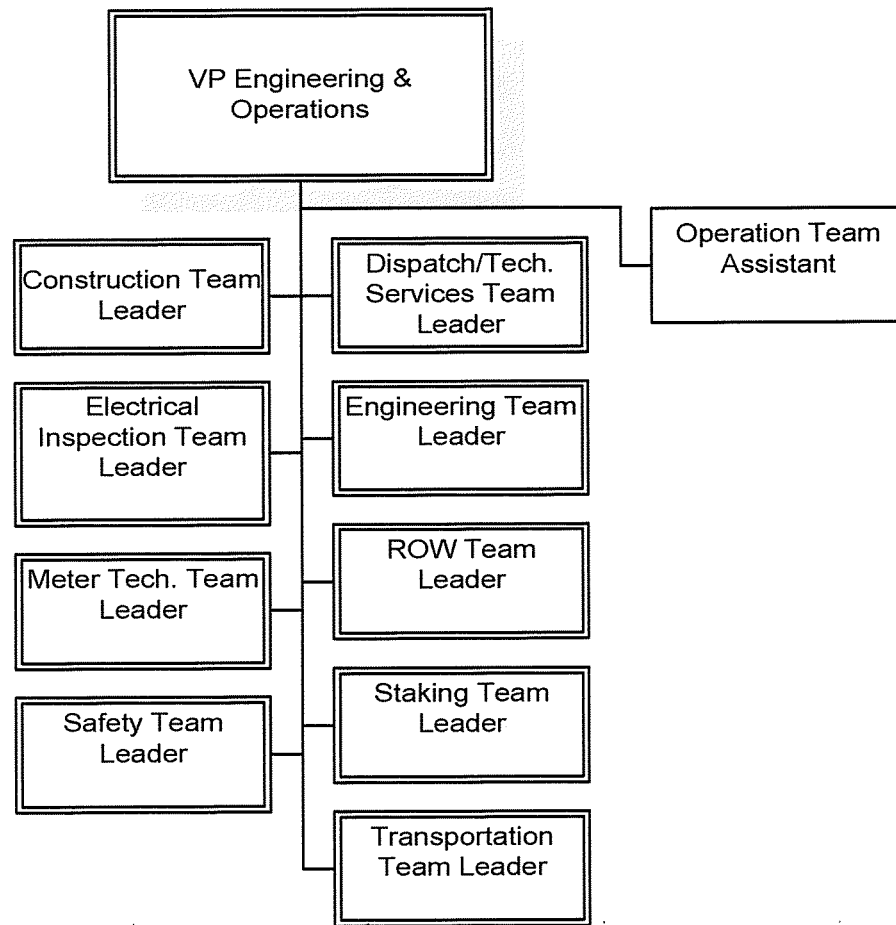 VP Engineering &
Operations
Operation Team
Assistant
Construction Team
Leader
Dispatch/Tech.
Services Team
Leader
Electrical
Inspection Team
Leader
Engineering Team
Leader
Meter Tech. Team
Leader
ROW Team
Leader
Safety Team
Leader
Staking Team
Leader
Transportation
Team Leader